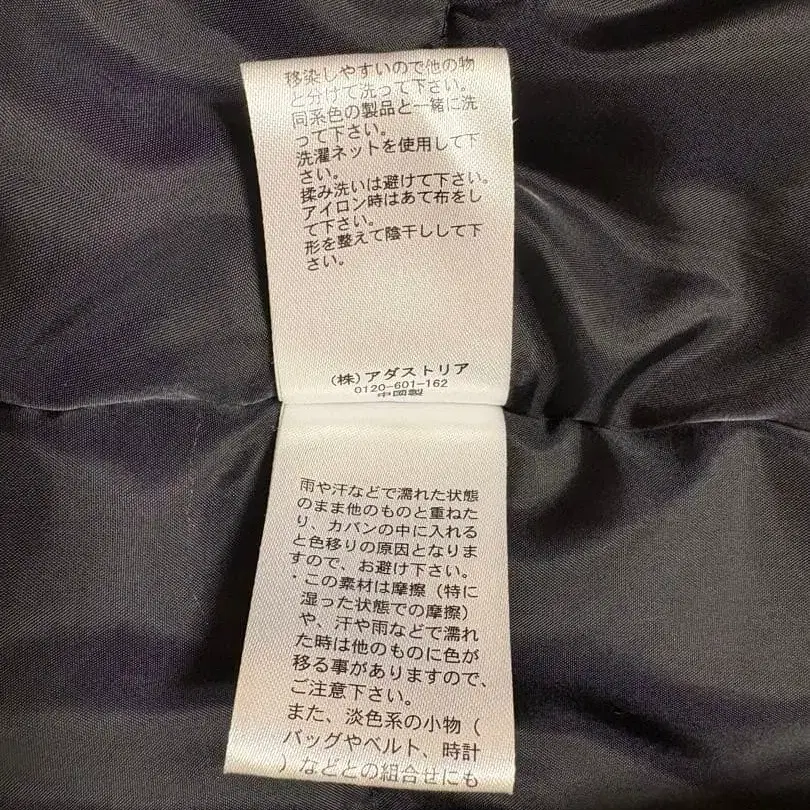 移染しやすいので他の物
と分けて洗って下さい。
同系色の製品と一緒に洗
って下さい。
洗濯ネットを使用して下
さい。
揉み洗いは避けて下さい。
アイロン時はあて布をし
て下さい。
形を整えて陰干しして下
さい。
(株)アダストリア
0120-601-162
中国製
雨や汗などで濡れた状態
のまま他のものと重ねた
り、カバンの中に入れる
と色移りの原因となりま
すので、お避け下さい。
・この素材は摩擦(特に
湿った状態での摩擦)
や、汗や雨などで濡れ
た時は他のものに色が
移る事がありますので、
ご注意下さい。
また、淡色系の小物(
バッグやベルト、時計
)などとの組合せにも